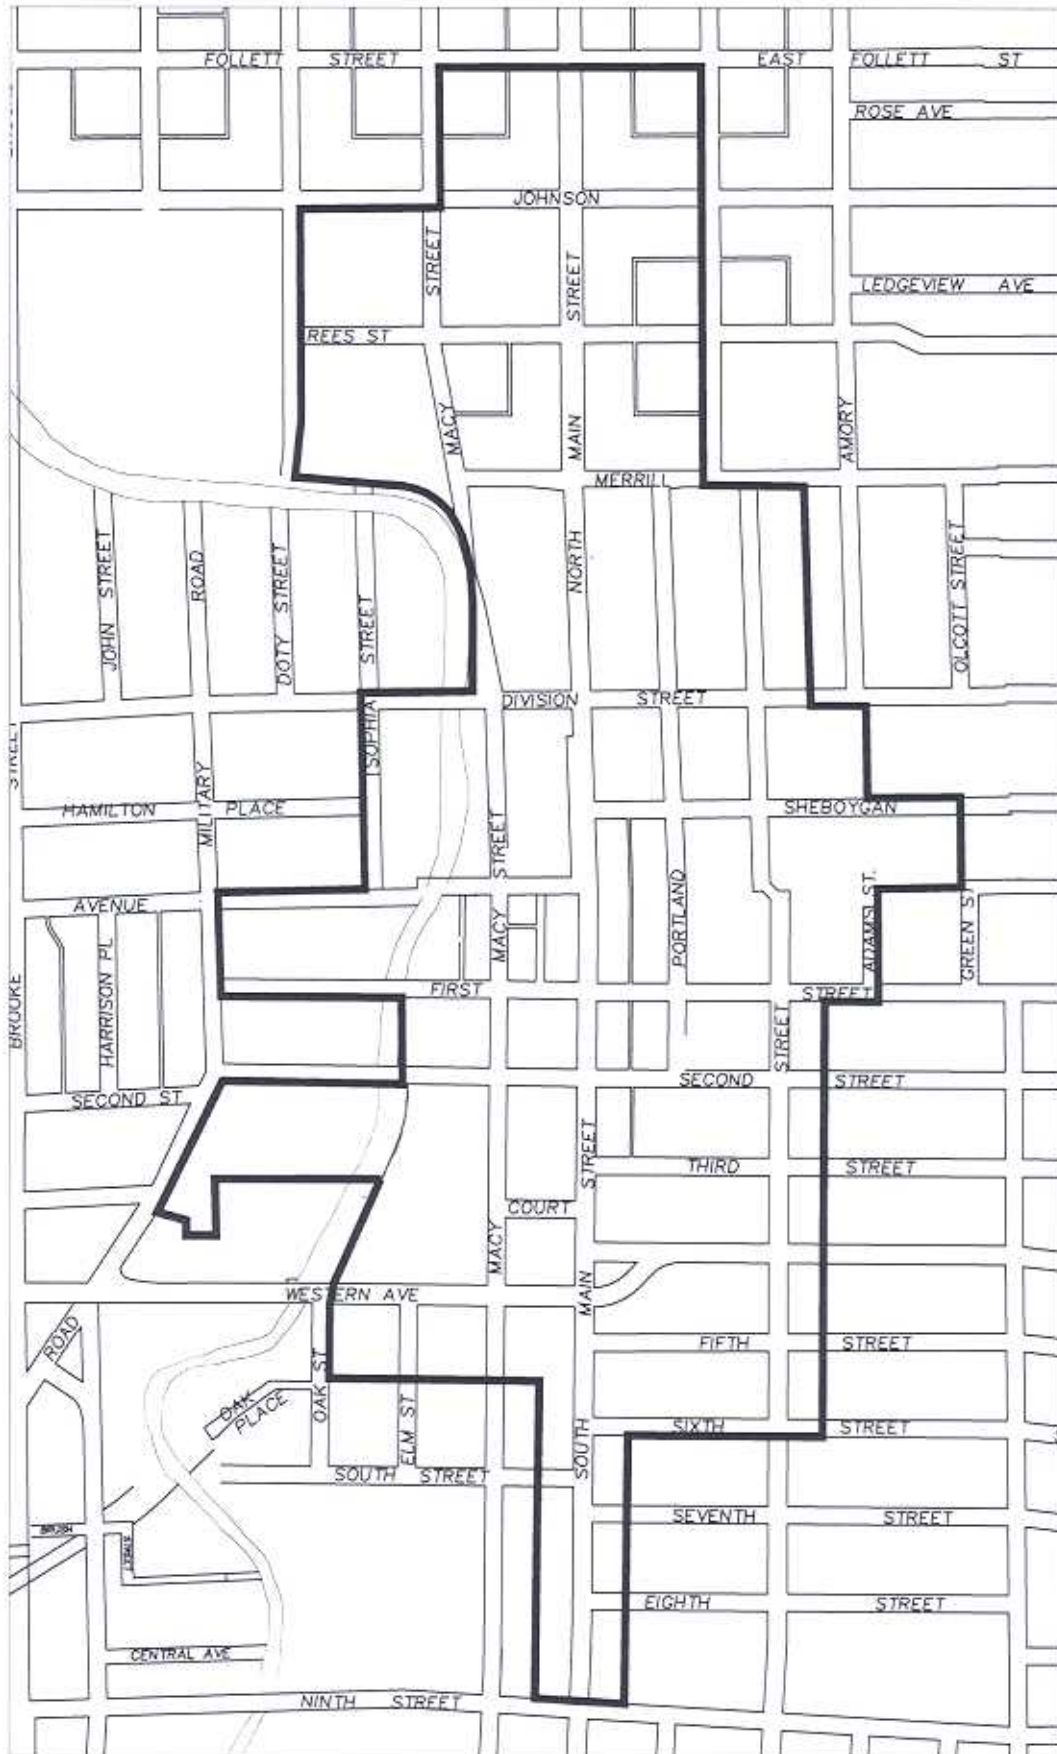 FOLLETT STREET EAST FOLLETT ST
ROSE AVE
JOHNSON
STREET
STREET
LEDGEVIEW AVE
REES ST
MACY
MAIN
AMORY
MERRILL
JOHN STREET
ROAD
DOTY STREET
STREET
NORTH
OLCOTT STREET
DIVISION STREET
SOPHIA
MILITARY
HAMILTON PLACE
SHEBOYGAN
STREET
AVENUE
MACY
PORTLAND
ADAMS ST.
GREEN ST
BROOKE
HARRISON PL
FIRST STREET
STREET
SECOND ST
SECOND STREET
STREET
THIRD STREET
COURT
MACY
MAIN
WESTERN AVE
ROAD
FIFTH STREET
OAK ST
OAK PLACE
ELM ST
SOUTH
SIXTH STREET
SOUTH STREET
SEVENTH STREET
BRUSH
STREET
EIGHTH STREET
CENTRAL AVE
NINTH STREET